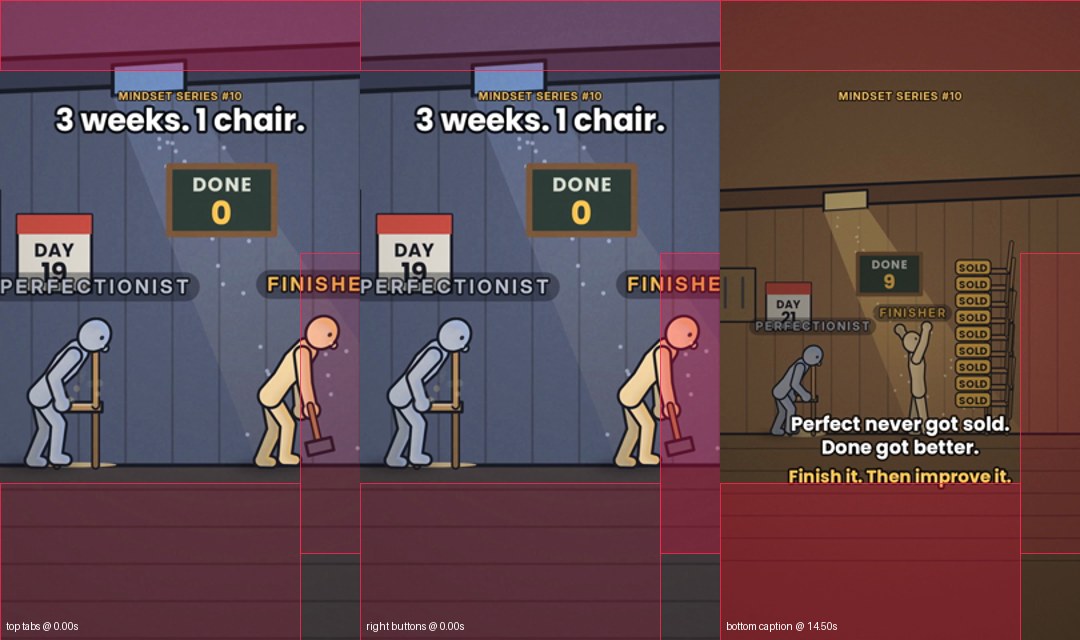 MINDSET SERIES #10
3 weeks. 1 chair.
DONE
0
DAY
19
PERFECTIONIST
FINISHE
top tabs @ 0.00s
MINDSET SERIES #10
3 weeks. 1 chair.
DONE
0
DAY
19
PERFECTIONIST
FINISHE
right buttons @ 0.00s
MINDSET SERIES #10
DONE
9
DAY
21
PERFECTIONIST
FINISHER
SOLD
SOLD
SOLD
SOLD
SOLD
SOLD
SOLD
SOLD
SOLD
Perfect never got sold.
Done got better.
Finish it. Then improve it.
bottom caption @ 14.50s